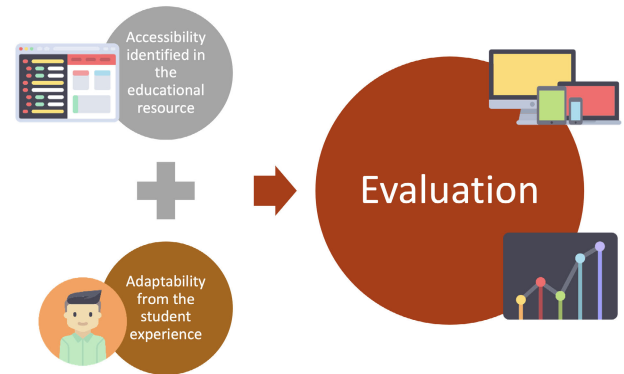 Accessibility
identified in
the
educational
resource
Adaptability
from the
student
experience
Evaluation